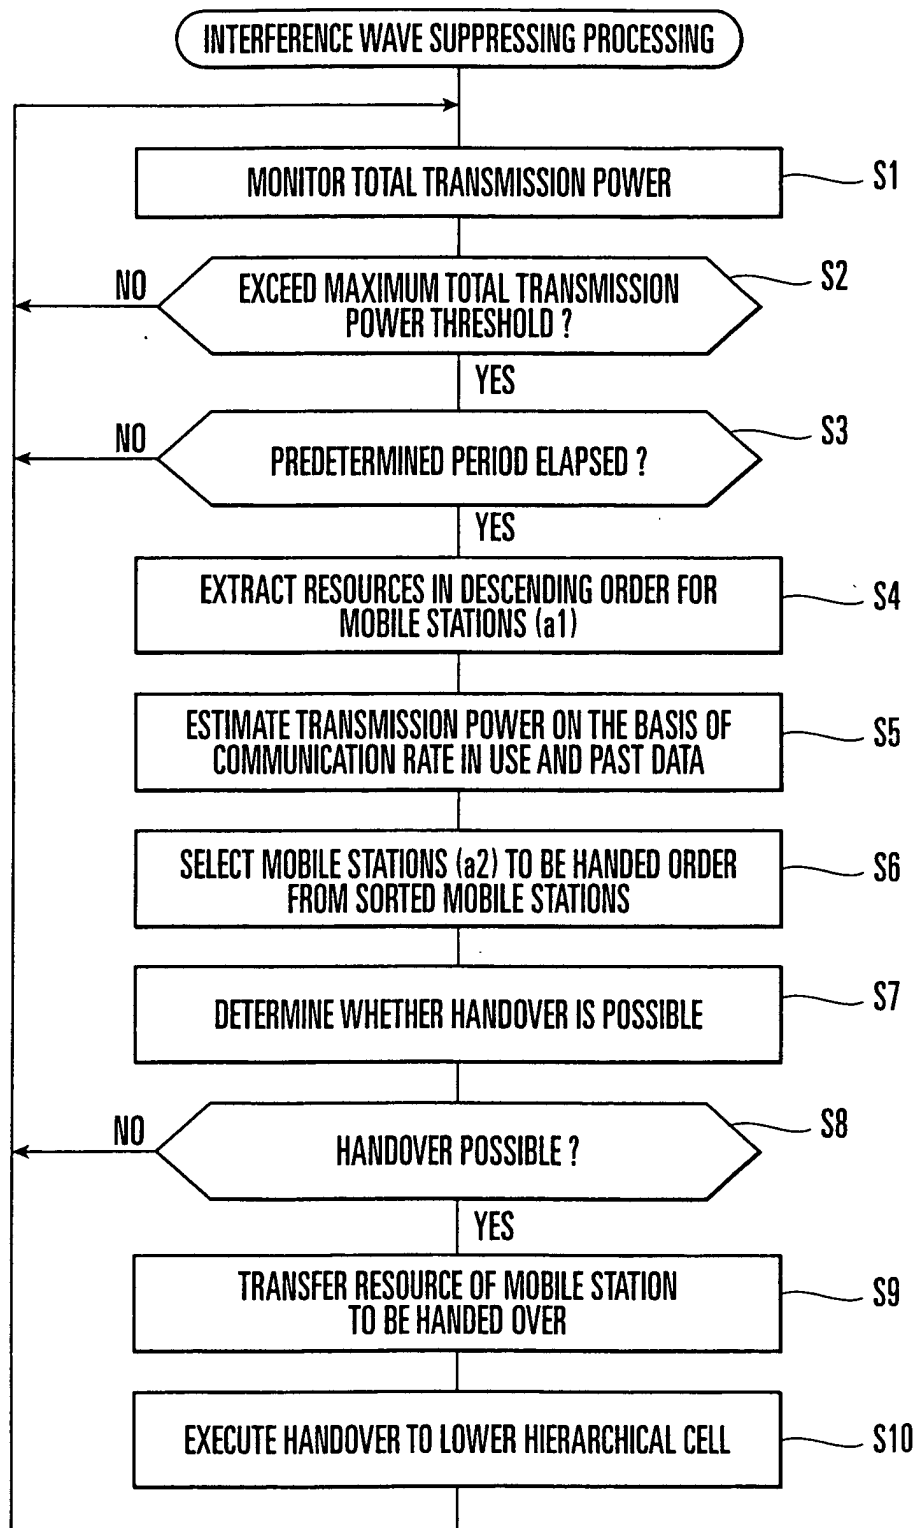 INTERFERENCE WAVE SUPPRESSING PROCESSING
MONITOR TOTAL TRANSMISSION POWER
S1
EXCEED MAXIMUM TOTAL TRANSMISSION
POWER THRESHOLD ?
S2
NO
YES
PREDETERMINED PERIOD ELAPSED ?
S3
NO
YES
EXTRACT RESOURCES IN DESCENDING ORDER FOR
MOBILE STATIONS (a1)
S4
ESTIMATE TRANSMISSION POWER ON THE BASIS OF
COMMUNICATION RATE IN USE AND PAST DATA
S5
SELECT MOBILE STATIONS (a2) TO BE HANDED ORDER
FROM SORTED MOBILE STATIONS
S6
DETERMINE WHETHER HANDOVER IS POSSIBLE
S7
HANDOVER POSSIBLE ?
S8
NO
YES
TRANSFER RESOURCE OF MOBILE STATION
TO BE HANDED OVER
S9
EXECUTE HANDOVER TO LOWER HIERARCHICAL CELL
S10